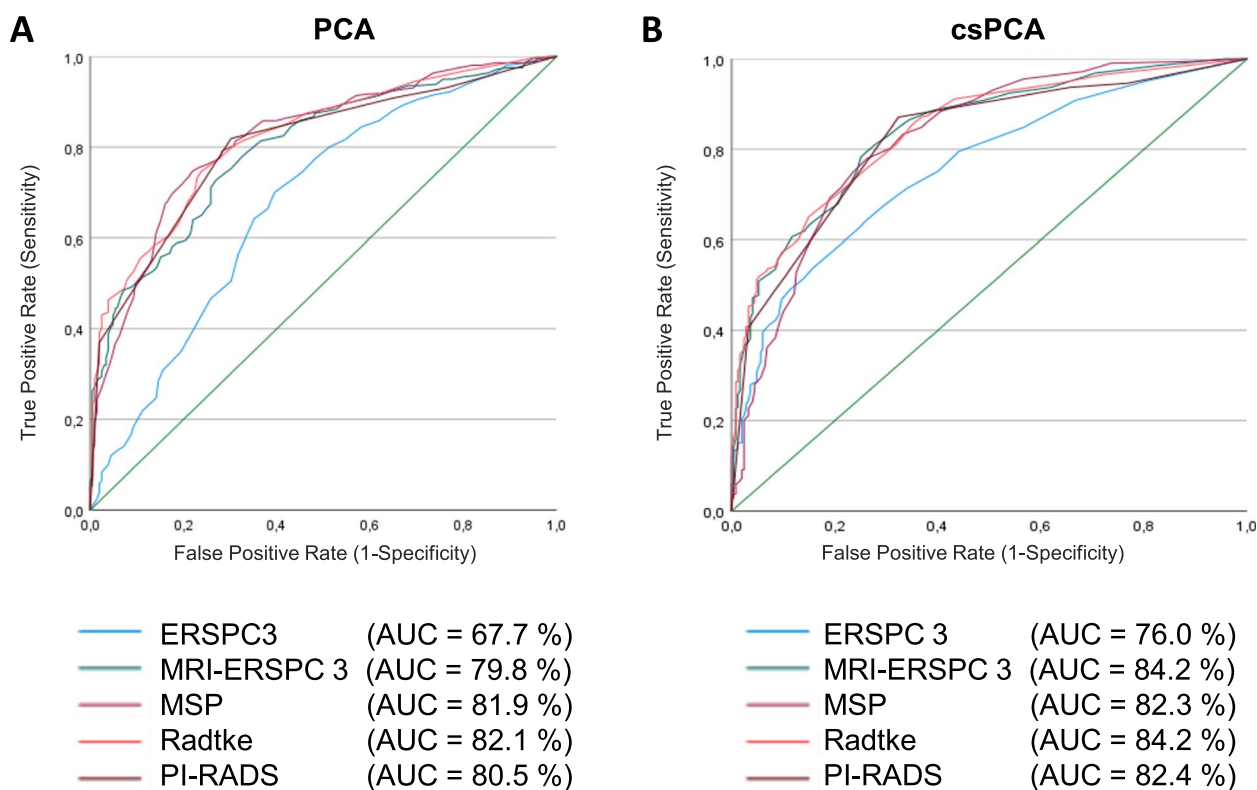 A
PCA
1,0
0,8
0,6
0,4
0,2
0,0
True Positive Rate (Sensitivity)
0,0 0,2 0,4 0,6 0,8 1,0
False Positive Rate (1-Specificity)
ERSPC3 (AUC = 67.7 %)
MRI-ERSPC 3 (AUC = 79.8 %)
MSP (AUC = 81.9 %)
Radtke (AUC = 82.1 %)
PI-RADS (AUC = 80.5 %)
B
csPCA
1,0
0,8
0,6
0,4
0,2
0,0
True Positive Rate (Sensitivity)
0,0 0,2 0,4 0,6 0,8 1,0
False Positive Rate (1-Specificity)
ERSPC 3 (AUC = 76.0 %)
MRI-ERSPC 3 (AUC = 84.2 %)
MSP (AUC = 82.3 %)
Radtke (AUC = 84.2 %)
PI-RADS (AUC = 82.4 %)